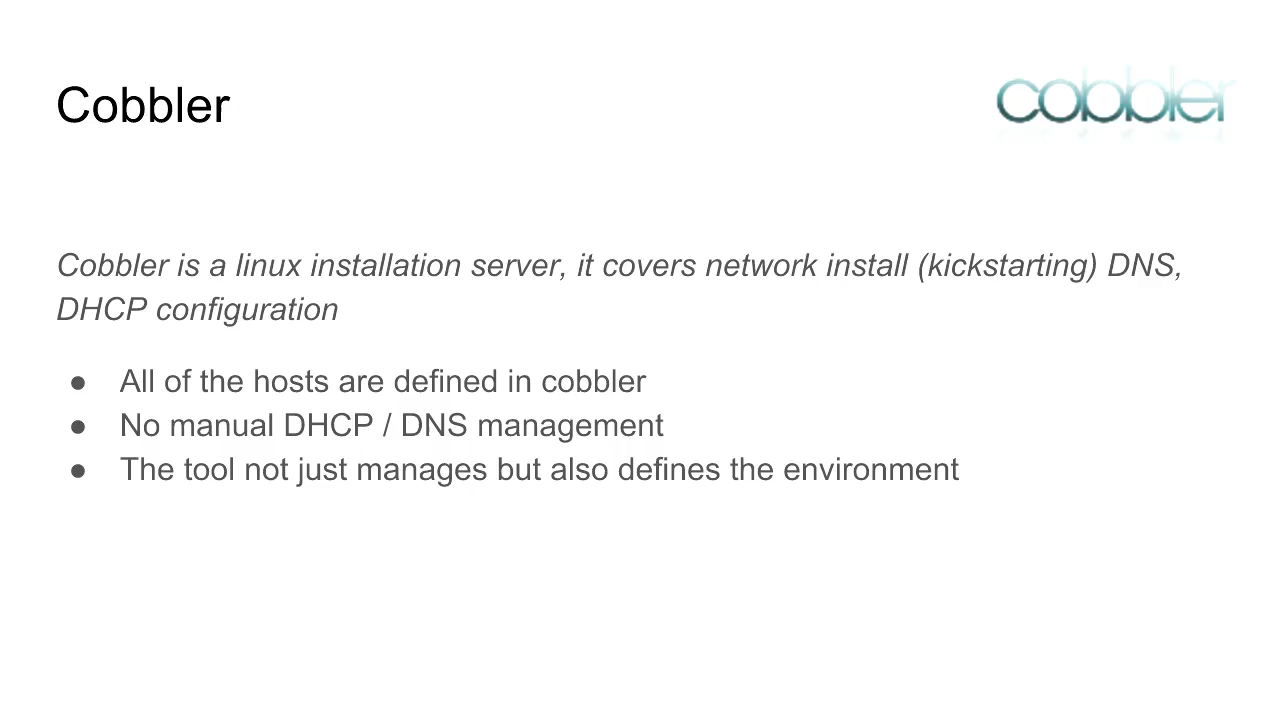 Cobbler
cobbler
Cobbler is a linux installation server, it covers network install (kickstarting) DNS,
DHCP configuration
● All of the hosts are defined in cobbler
● No manual DHCP / DNS management
● The tool not just manages but also defines the environment